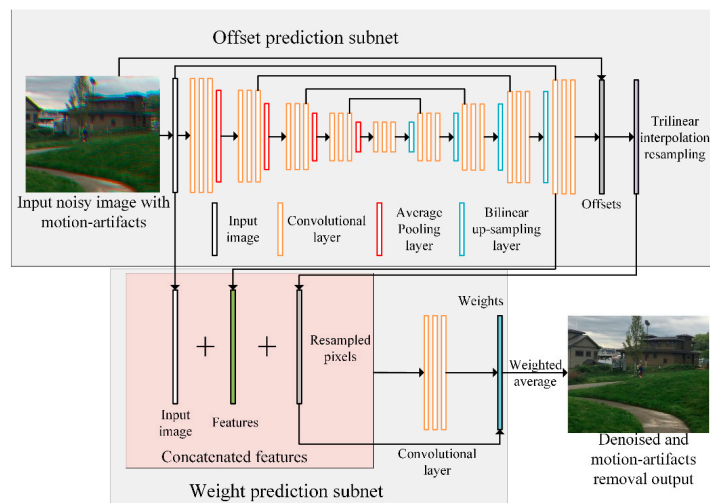 Offset prediction subnet
Input noisy image with
motion-artifacts
Trilinear
interpolation
resampling
Offsets
Input
image
Convolutional
layer
Average
Pooling
layer
Bilinear
up-sampling
layer
Weights
Resampled
pixels
+
+
Weighted
average
Input
image
Features
Concatenated features
Convolutional
layer
Denoised and
motion-artifacts
removal output
Weight prediction subnet